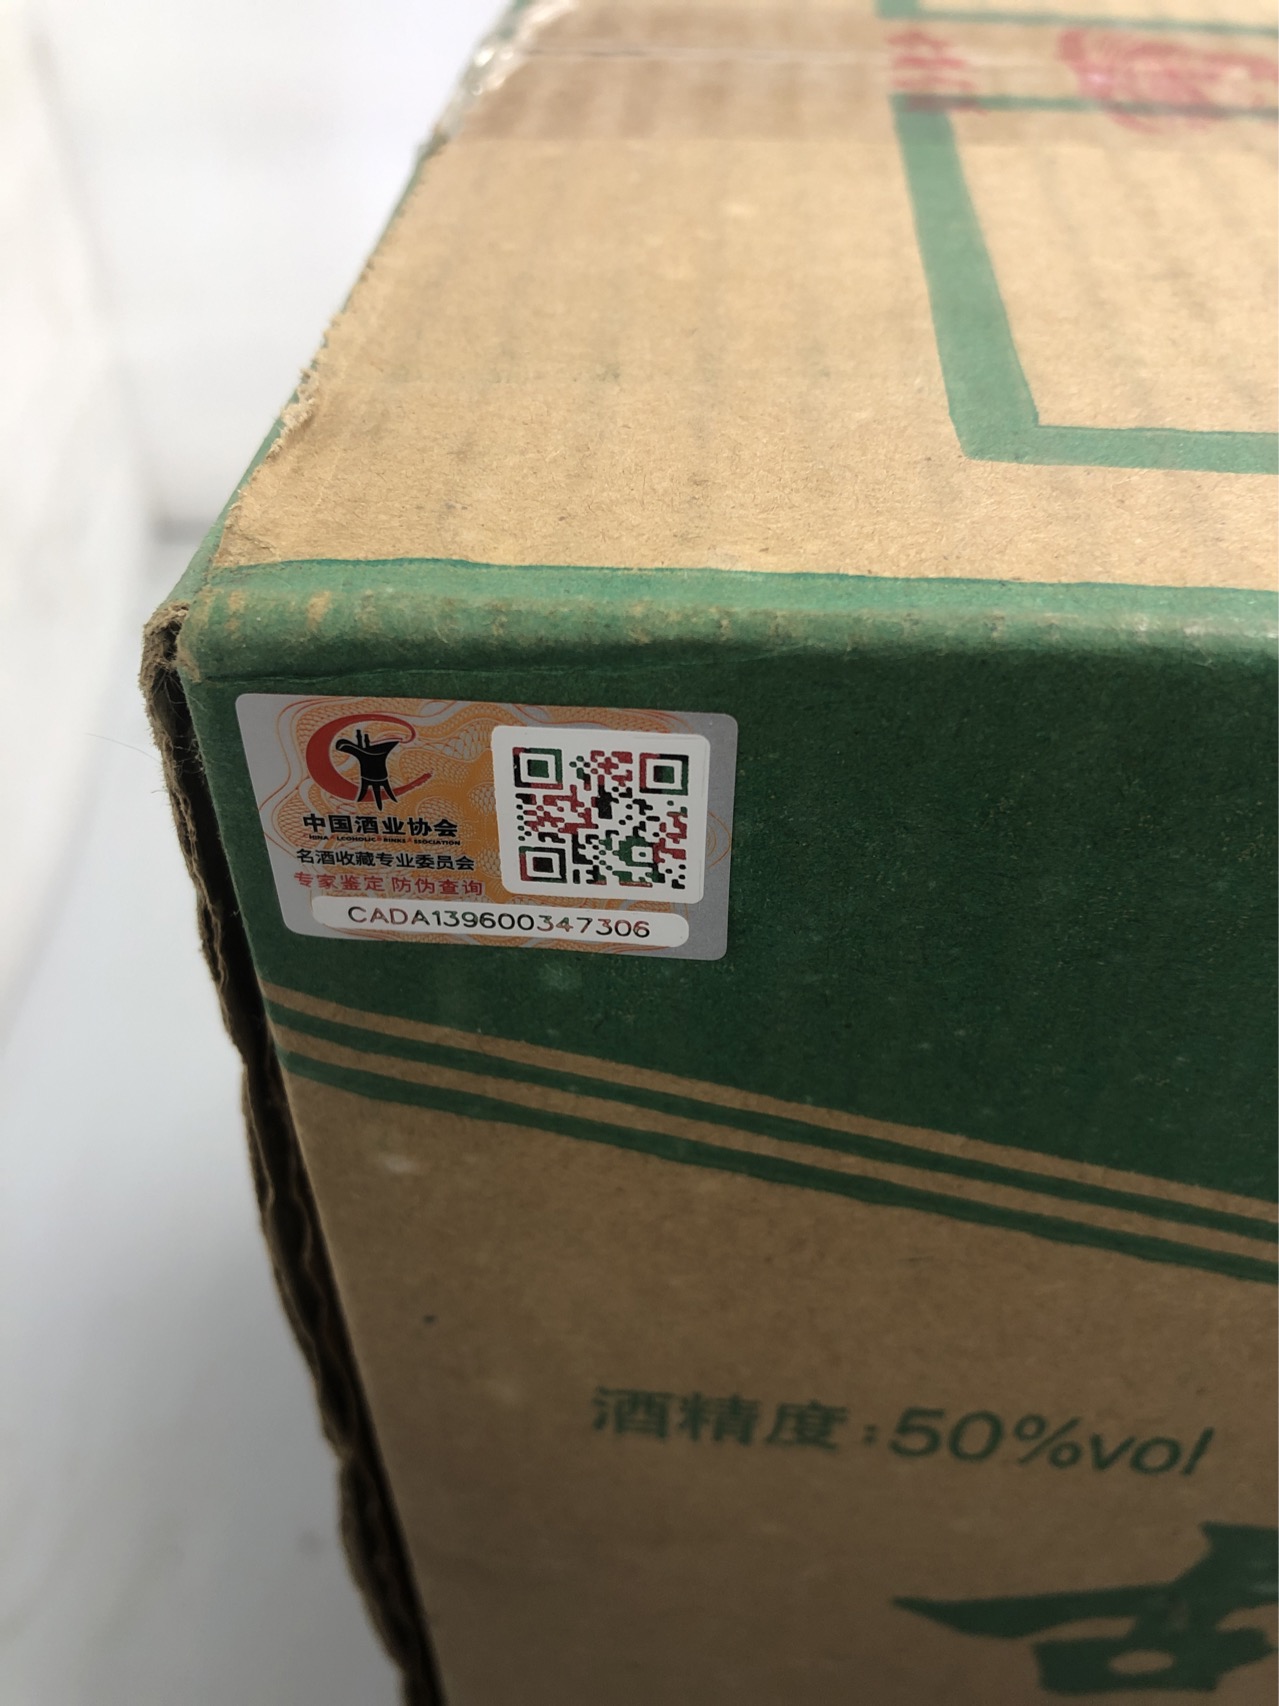 中国酒业协会
名酒收藏专业委员会
专家鉴定 防伪查询
CADA139600347306
酒精度:50%vol